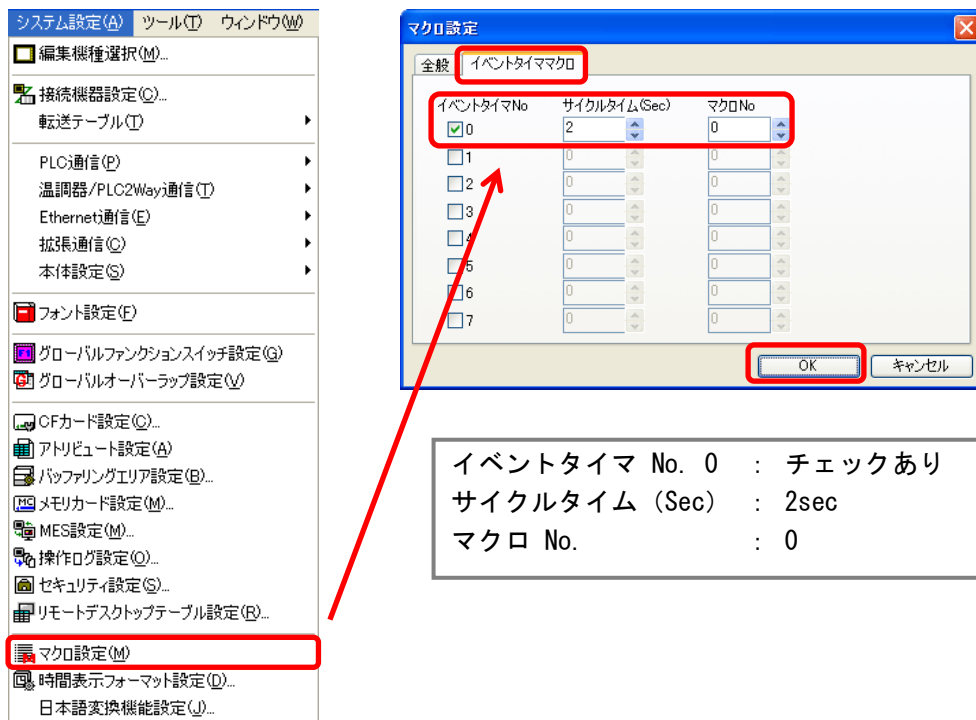 システム設定(A) ツール(T) ウィンドウ(W)
編集機種選択(M)...
接続機器設定(C)...
転送テーブル(T)
PLC通信(P)
温調器/PLC2Way通信(T)
Ethernet通信(E)
拡張通信(C)
本体設定(S)
フォント設定(F)
グローバルファンクションスイッチ設定(G)
グローバルオーバーラップ設定(V)
CFカード設定(C)...
アトリビュート設定(A)
バッファリングエリア設定(B)...
メモリカード設定(M)...
MES設定(M)...
操作ログ設定(O)...
セキュリティ設定(S)...
リモートデスクトップテーブル設定(R)...
マクロ設定(M)
時間表示フォーマット設定(D)...
日本語変換機能設定(J)...
マクロ設定
全般 イベントタイママクロ
イベントタイマNo サイクルタイム(Sec) マクロNo
0 2 0
1 0 0
2 0 0
3 0 0
4 0 0
5 0 0
6 0 0
7 0 0
OK キャンセル
イベントタイマ No. 0 : チェックあり
サイクルタイム (Sec) : 2sec
マクロ No. : 0